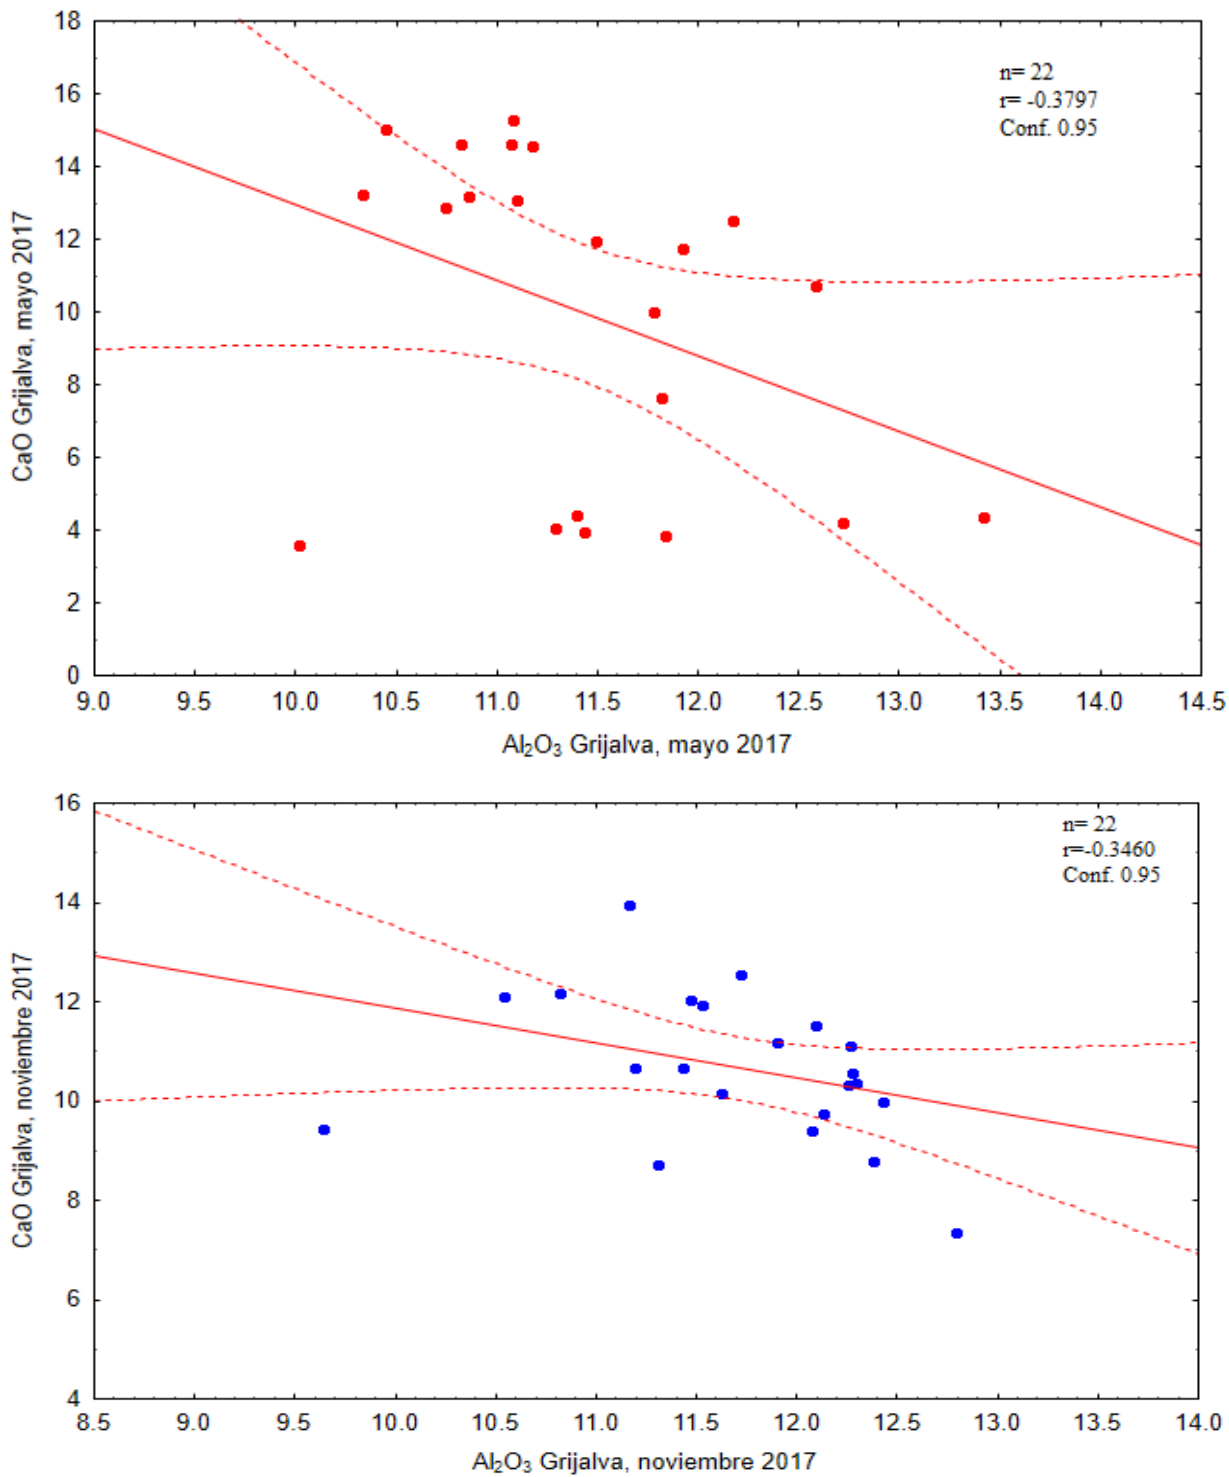 18
16
14
12
10
8
6
4
2
0
CaO Grijalva, mayo 2017
n= 22
r= -0.3797
Conf. 0.95
9.0 9.5 10.0 10.5 11.0 11.5 12.0 12.5 13.0 13.5 14.0 14.5
Al₂O₃ Grijalva, mayo 2017
16
14
12
10
8
6
4
CaO Grijalva, noviembre 2017
n= 22
r=-0.3460
Conf. 0.95
8.5 9.0 9.5 10.0 10.5 11.0 11.5 12.0 12.5 13.0 13.5 14.0
Al₂O₃ Grijalva, noviembre 2017